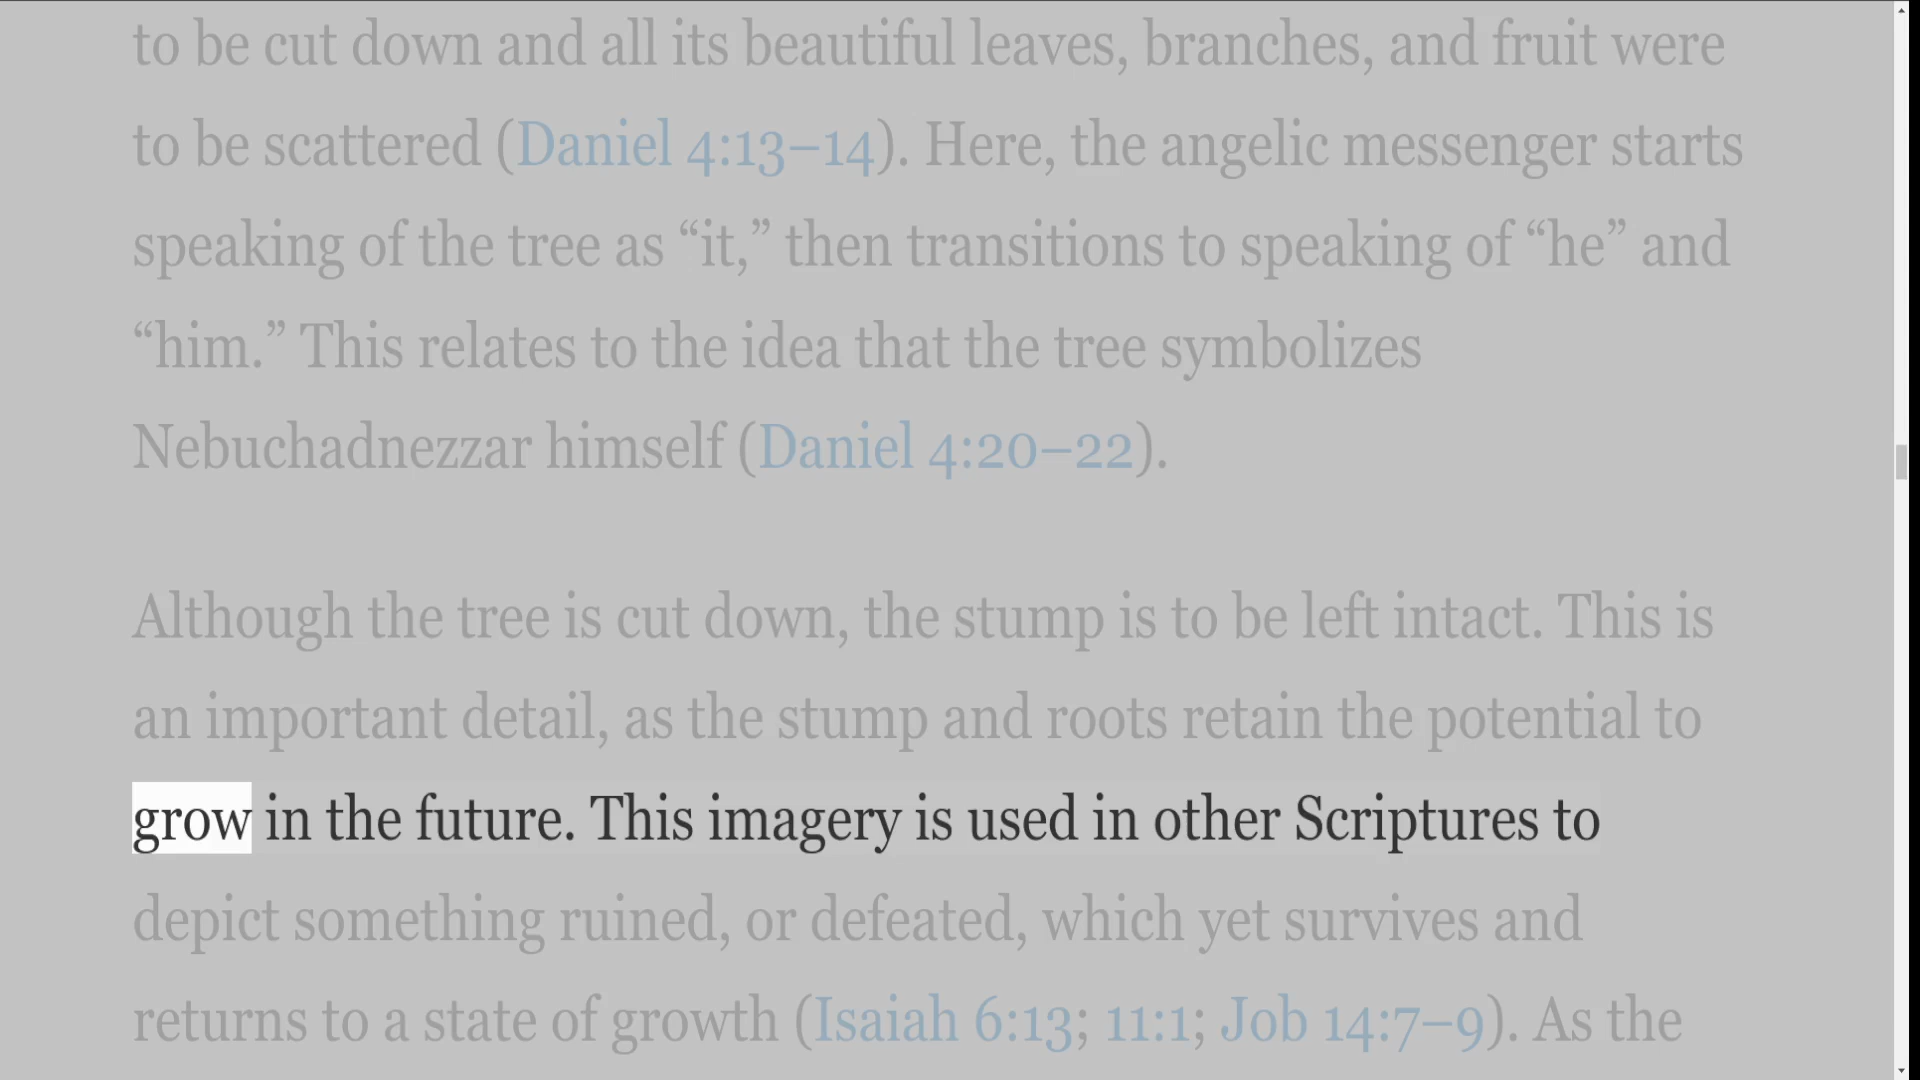 to be cut down and all its beautiful leaves, branches, and fruit were
to be scattered (Daniel 4:13–14). Here, the angelic messenger starts
speaking of the tree as “it,” then transitions to speaking of “he” and
“him.” This relates to the idea that the tree symbolizes
Nebuchadnezzar himself (Daniel 4:20–22).
Although the tree is cut down, the stump is to be left intact. This is
an important detail, as the stump and roots retain the potential to
grow in the future. This imagery is used in other Scriptures to
depict something ruined, or defeated, which yet survives and
returns to a state of growth (Isaiah 6:13; 11:1; Job 14:7–9). As the